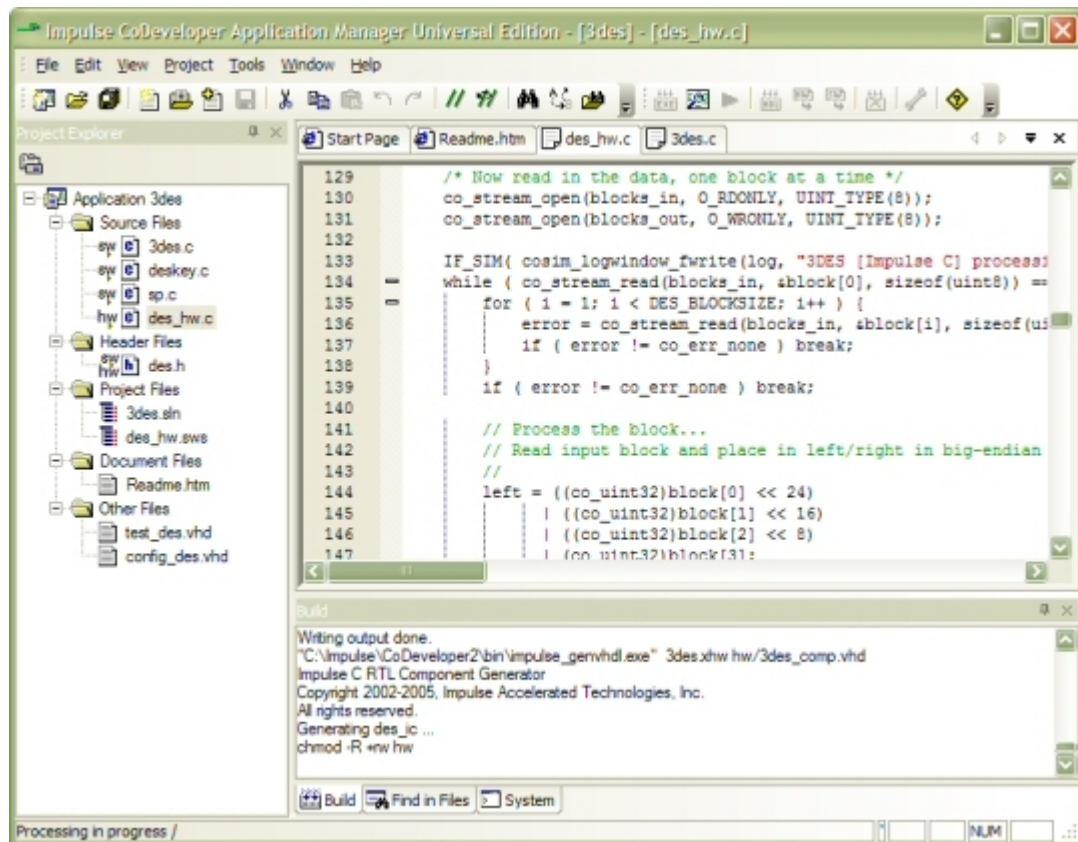 Impulse CoDeveloper Application Manager Universal Edition - [3des] - [des_hw.c]
File Edit View Project Tools Window Help
Project Explorer
Start Page Readme.htm des_hw.c 3des.c
Application 3des
Source Files
sw 3des.c
sw deskey.c
sw sp.c
hw des_hw.c
Header Files
sw hw des.h
Project Files
3des.sln
des_hw.sws
Document Files
Readme.htm
Other Files
test_des.vhd
config_des.vhd
129 /* Now read in the data, one block at a time */
130 co_stream_open(blocks_in, O_RDONLY, UINT_TYPE(8));
131 co_stream_open(blocks_out, O_WRONLY, UINT_TYPE(8));
132
133 IF_SIM( cosim_logwindow_fwrite(log, "3DES [Impulse C] processi
134 while ( co_stream_read(blocks_in, &block[0], sizeof(uint8)) ==
135 for ( i = 1; i < DES_BLOCKSIZE; i++ ) {
136 error = co_stream_read(blocks_in, &block[i], sizeof(ui
137 if ( error != co_err_none ) break;
138 }
139 if ( error != co_err_none ) break;
140
141 // Process the block...
142 // Read input block and place in left/right in big-endian
143 //
144 left = ((co_uint32)block[0] << 24)
145 | ((co_uint32)block[1] << 16)
146 | ((co_uint32)block[2] << 8)
147 | (co_uint32)block[3];
Build
Writing output done.
"C:\Impulse\CoDeveloper2\bin\impulse_genvhdl.exe" 3des.xhw hw/3des_comp.vhd
Impulse C RTL Component Generator
Copyright 2002-2005, Impulse Accelerated Technologies, Inc.
All rights reserved.
Generating des_ic ...
chmod -R +rw hw
Build Find in Files System
Processing in progress / NUM